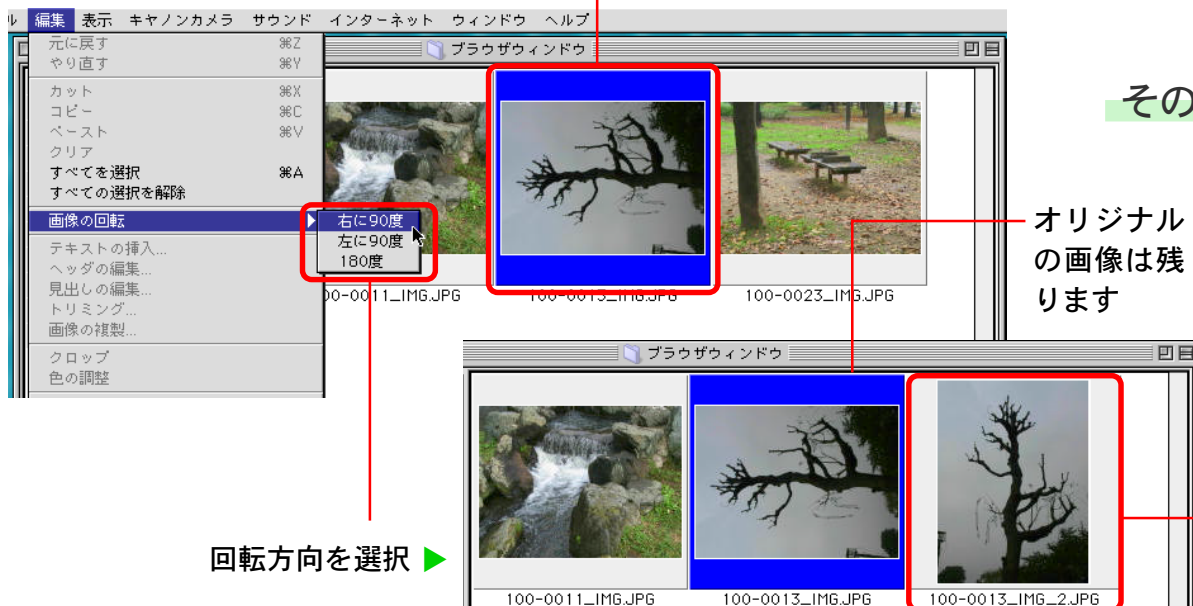 編集 表示 キヤノンカメラ サウンド インターネット ウィンドウ ヘルプ
元に戻す ⌘Z
やり直す ⌘Y
カット ⌘X
コピー ⌘C
ペースト ⌘V
クリア
すべてを選択 ⌘A
すべての選択を解除
画像の回転
右に90度
左に90度
180度
テキストの挿入...
ヘッダの編集...
見出しの編集...
トリミング...
画像の複製...
クロップ
色の調整
ブラウザウィンドウ
00-0011_IMG.JPG
100-0013_IMG.JPG
100-0023_IMG.JPG
その
オリジナル
の画像は残
ります
ブラウザウィンドウ
100-0011_IMG.JPG
100-0013_IMG.JPG
100-0013_IMG_2.JPG
回転方向を選択 ▶